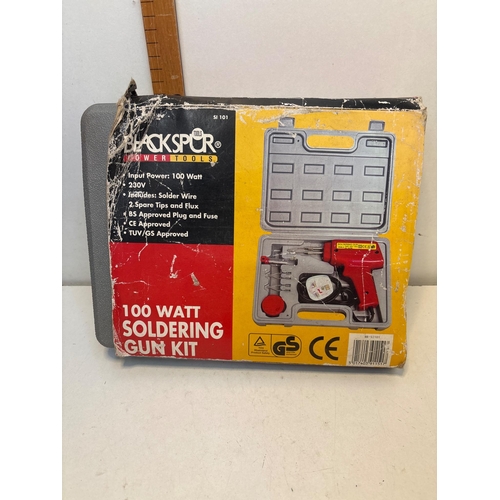 SI 101
BLACKSPUR®
POWER TOOLS
Input Power: 100 Watt
• 230V
• Includes: Solder Wire
2 Spare Tips and Flux
• BS Approved Plug and Fuse
• CE Approved
• TUV/GS Approved
100 WATT
SOLDERING
GUN KIT
GS
CE